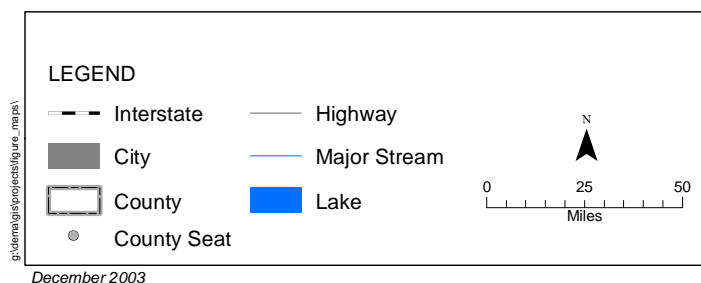 LEGEND
Interstate
Highway
City
Major Stream
County
Lake
County Seat
N
0 25 50
Miles
g:\dema\gis\projects\figure_maps\
December 2003